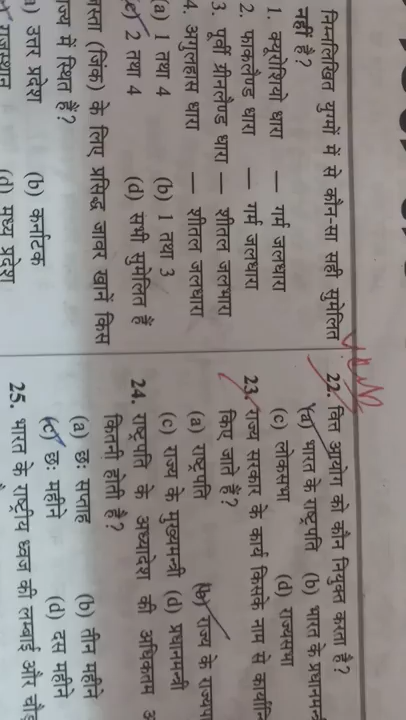 निम्नलिखित युग्मों में से कौन-सा सही सुमेलित
नहीं है?
1. क्यूरोशियो धारा — गर्म जलधारा
2. फाकलैण्ड धारा — गर्म जलधारा
3. पूर्वी ग्रीनलैण्ड धारा — शीतल जलधारा
4. अगुलहास धारा — शीतल जलधारा
(a) 1 तथा 4 (b) 1 तथा 3
(c) 2 तथा 4 (d) सभी सुमेलित हैं
जस्ता (जिंक) के लिए प्रसिद्ध जावर खानें किस
राज्य में स्थित हैं?
(a) उत्तर प्रदेश (b) कर्नाटक
राजस्थान (d) मध्य प्रदेश
22. वित्त आयोग को कौन नियुक्त करता है?
(a) भारत के राष्ट्रपति (b) भारत के प्रधानमन्
(c) लोकसभा (d) राज्यसभा
23. राज्य सरकार के कार्य किसके नाम से कार्यान्वि
किए जाते हैं?
(a) राष्ट्रपति (b) राज्य के राज्यप
(c) राज्य के मुख्यमन्त्री (d) प्रधानमन्त्री
24. राष्ट्रपति के अध्यादेश की अधिकतम अ
कितनी होती है?
(a) छः सप्ताह (b) तीन महीने
(c) छः महीने (d) दस महीने
25. भारत के राष्ट्रीय ध्वज की लम्बाई और चौड़